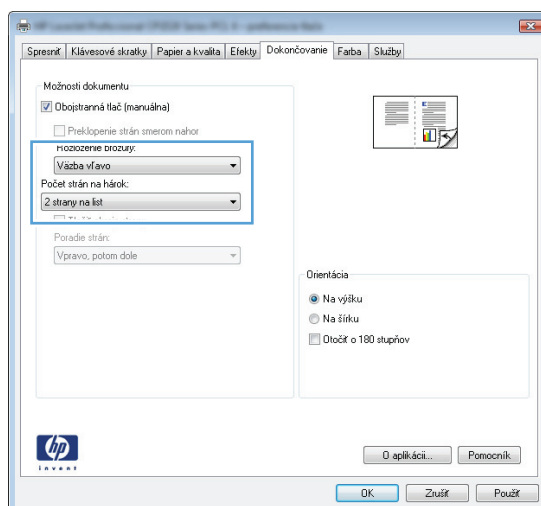 Spresniť Klávesové skratky Papier a kvalita Efekty Dokončovanie Farba Služby
Možnosti dokumentu
Obojstranná tlač (manuálna)
Preklopenie strán smerom nahor
Rozloženie brožúry:
Väzba vľavo
Počet strán na hárok:
2 strany na list
Poradie strán:
Vpravo, potom dole
Orientácia
Na výšku
Na šírku
Otočiť o 180 stupňov
hp
invent
O aplikácii... Pomocník
OK Zrušiť Použiť